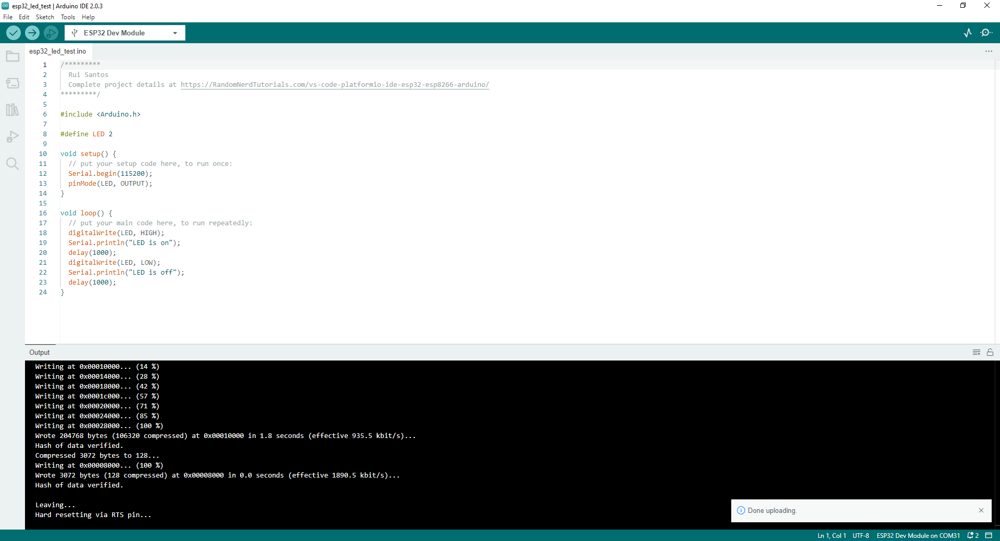 esp32_led_test | Arduino IDE 2.0.3
File Edit Sketch Tools Help
ESP32 Dev Module
esp32_led_test.ino
1 /*********
2   Rui Santos
3   Complete project details at https://RandomNerdTutorials.com/vs-code-platformio-ide-esp32-esp8266-arduino/
4 *********/
5
6 #include <Arduino.h>
7
8 #define LED 2
9
10 void setup() {
11   // put your setup code here, to run once:
12   Serial.begin(115200);
13   pinMode(LED, OUTPUT);
14 }
15
16 void loop() {
17   // put your main code here, to run repeatedly:
18   digitalWrite(LED, HIGH);
19   Serial.println("LED is on");
20   delay(1000);
21   digitalWrite(LED, LOW);
22   Serial.println("LED is off");
23   delay(1000);
24 }
Output
Writing at 0x00010000... (14 %)
Writing at 0x00014000... (28 %)
Writing at 0x00018000... (42 %)
Writing at 0x0001c000... (57 %)
Writing at 0x00020000... (71 %)
Writing at 0x00024000... (85 %)
Writing at 0x00028000... (100 %)
Wrote 204768 bytes (106320 compressed) at 0x00010000 in 1.8 seconds (effective 935.5 kbit/s)...
Hash of data verified.
Compressed 3072 bytes to 128...
Writing at 0x00008000... (100 %)
Wrote 3072 bytes (128 compressed) at 0x00008000 in 0.0 seconds (effective 1890.5 kbit/s)...
Hash of data verified.
Leaving...
Hard resetting via RTS pin...
Done uploading.
Ln 1, Col 1 UTF-8 ESP32 Dev Module on COM31 2